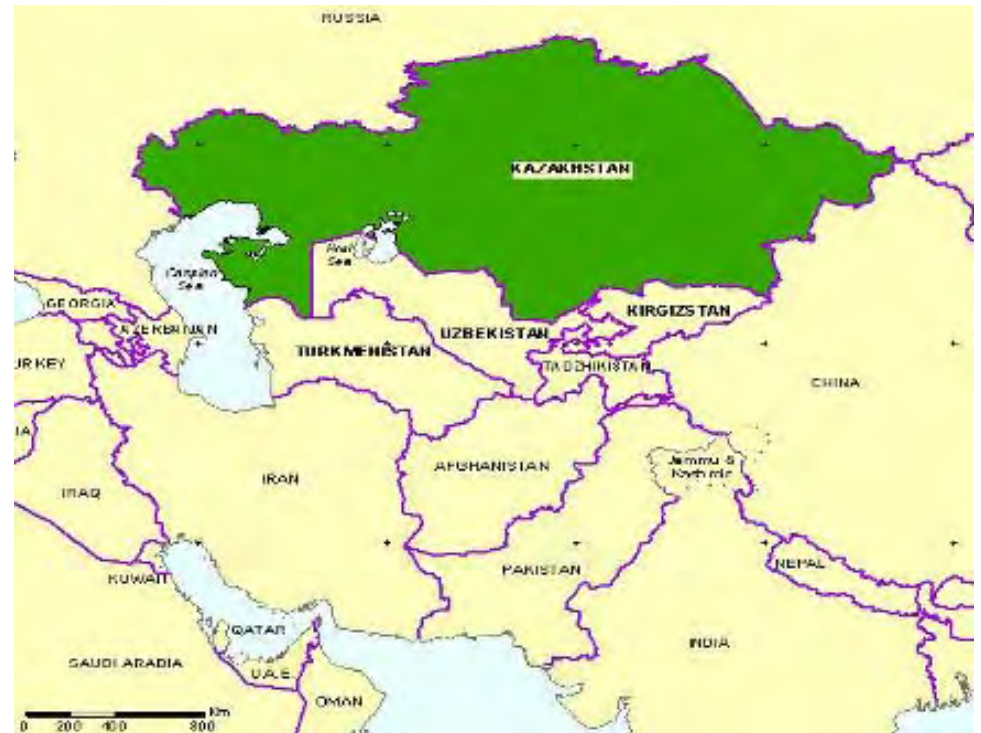 RUSSIA
KAZAKHSTAN
Aral
Sea
Caspian
Sea
GEORGIA
KIRGIZSTAN
AZERBAIJAN
UZBEKISTAN
TURKMENISTAN
URKEY
TADZHIKISTAN
CHINA
AFGHANISTAN
Jammu &
Kashmir
IRAN
IRAQ
PAKISTAN
NEPAL
KUWAIT
QATAR
INDIA
SAUDI ARABIA
U.A.E.
OMAN
Km
0 200 400 800